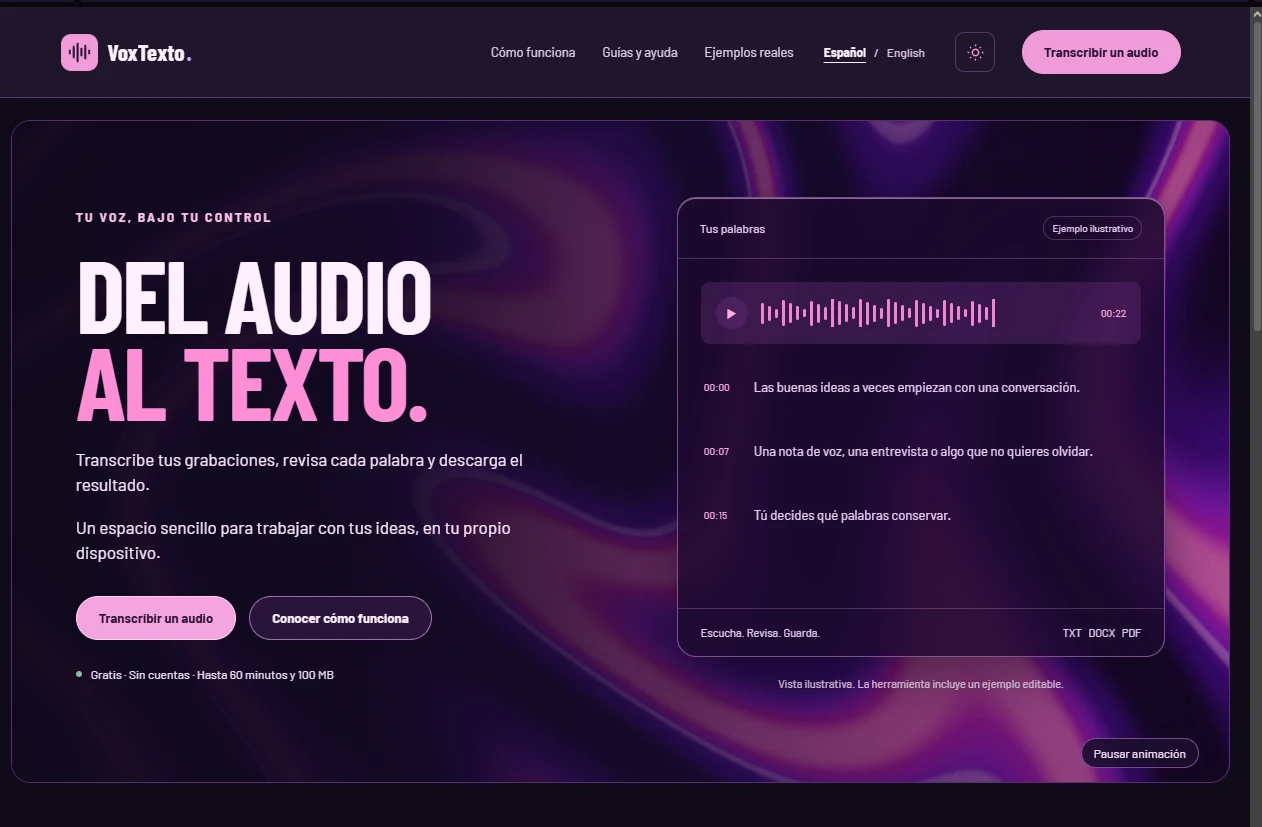 VoxTexto.
Cómo funciona
Guías y ayuda
Ejemplos reales
Español / English
Transcribir un audio
TU VOZ, BAJO TU CONTROL
DEL AUDIO
AL TEXTO.
Transcribe tus grabaciones, revisa cada palabra y descarga el
resultado.
Un espacio sencillo para trabajar con tus ideas, en tu propio
dispositivo.
Transcribir un audio
Conocer cómo funciona
Gratis · Sin cuentas · Hasta 60 minutos y 100 MB
Tus palabras
Ejemplo ilustrativo
00:22
00:00 Las buenas ideas a veces empiezan con una conversación.
00:07 Una nota de voz, una entrevista o algo que no quieres olvidar.
00:15 Tú decides qué palabras conservar.
Escucha. Revisa. Guarda.
TXT DOCX PDF
Vista ilustrativa. La herramienta incluye un ejemplo editable.
Pausar animación